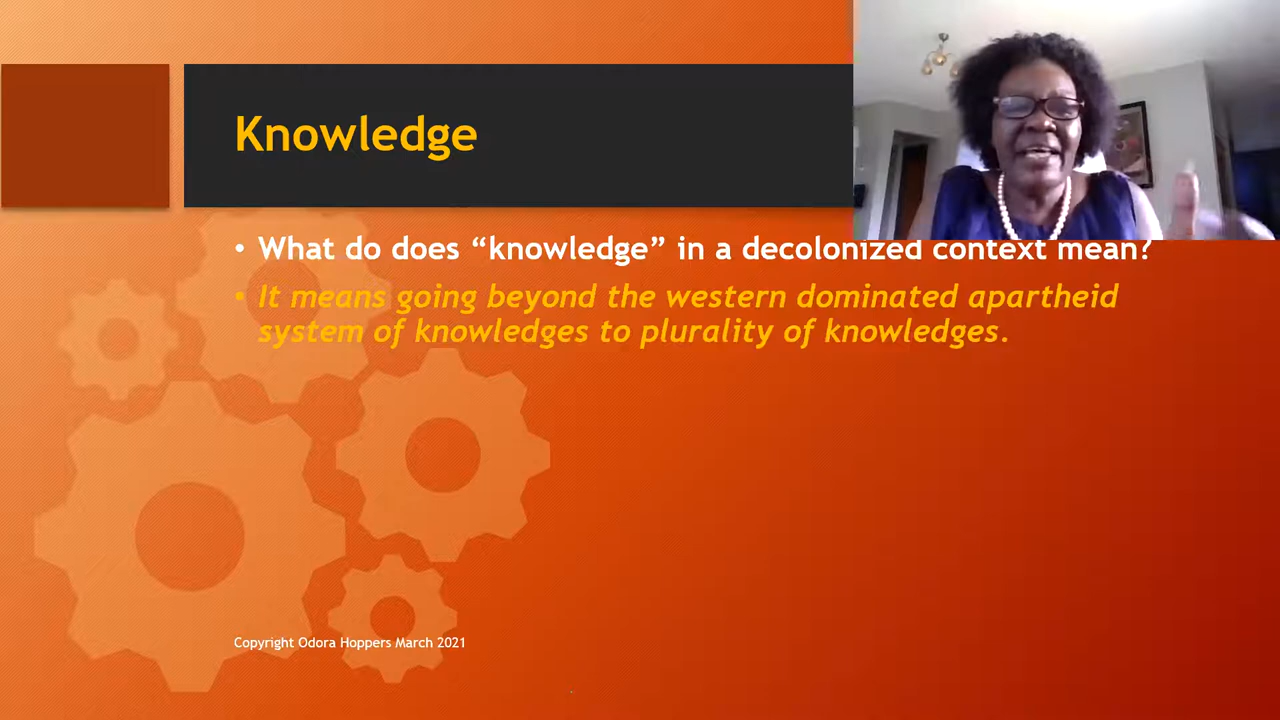 Knowledge
• What do does “knowledge” in a decolonized context mean?
• It means going beyond the western dominated apartheid
system of knowledges to plurality of knowledges.
Copyright Odora Hoppers March 2021